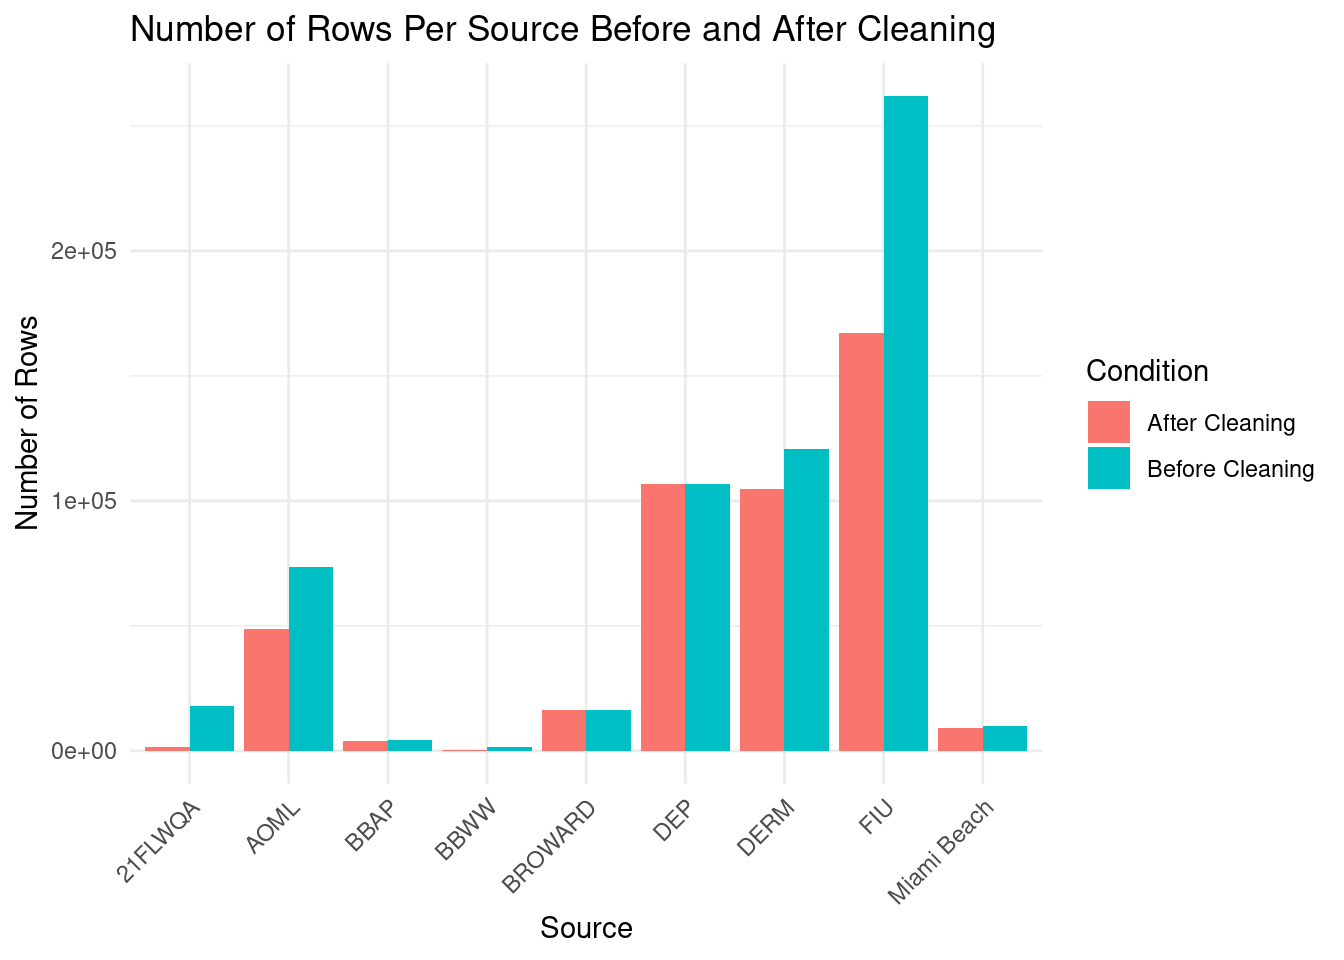 Number of Rows Per Source Before and After Cleaning
Number of Rows
2e+05
1e+05
0e+00
21FLWQA
AOML
BBAP
BBWW
BROWARD
DEP
DERM
FIU
Miami Beach
Source
Condition
After Cleaning
Before Cleaning